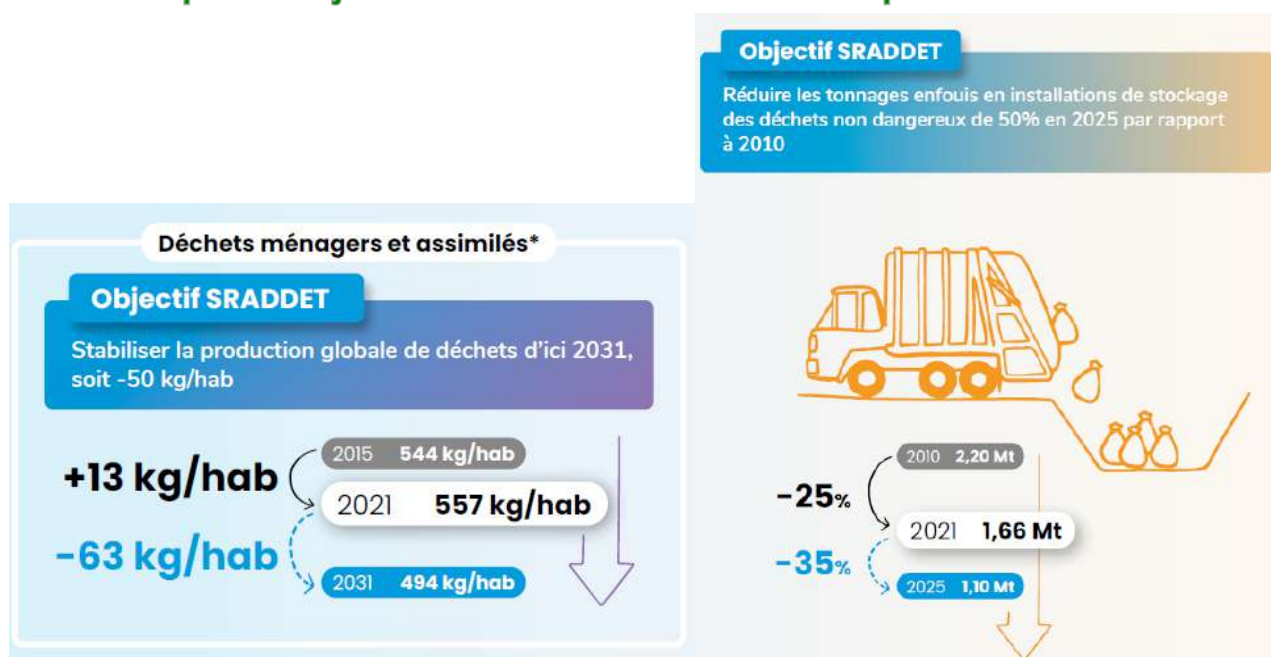 Déchets ménagers et assimilés*
Objectif SRADDET
Stabiliser la production globale de déchets d'ici 2031,
soit -50 kg/hab
+13 kg/hab
2015 544 kg/hab
2021 557 kg/hab
-63 kg/hab
2031 494 kg/hab
Objectif SRADDET
Réduire les tonnages enfouis en installations de stockage
des déchets non dangereux de 50% en 2025 par rapport
à 2010
2010 2,20 Mt
-25%
2021 1,66 Mt
-35%
2025 1,10 Mt